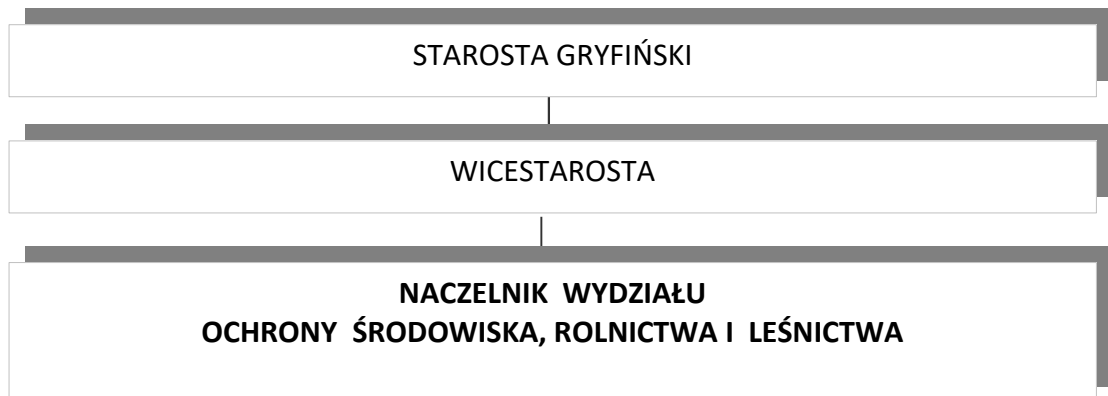 STAROSTA GRYFIŃSKI
WICESTAROSTA
NACZELNIK WYDZIAŁU
OCHRONY ŚRODOWISKA, ROLNICTWA I LEŚNICTWA